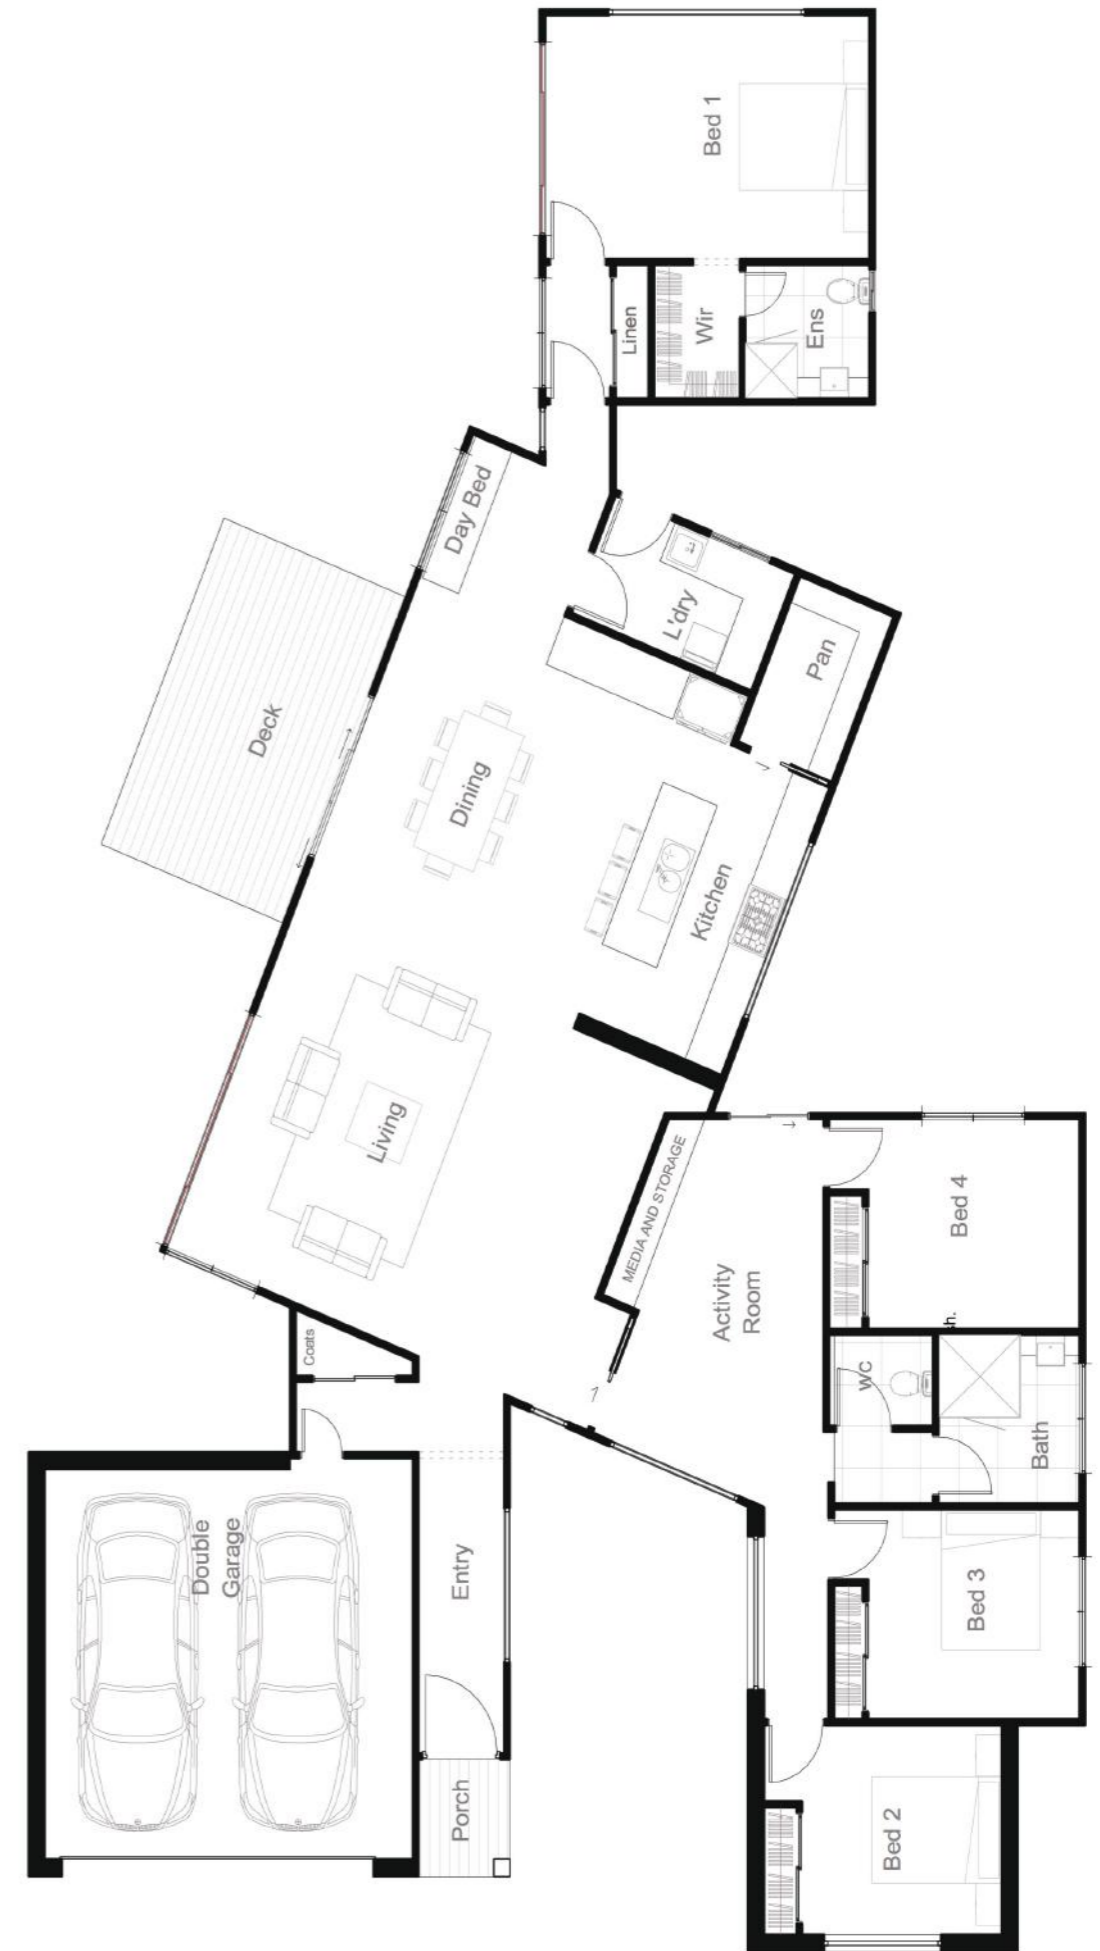 Bed 1
Linen
Wir
Ens
Day Bed
L'dry
Pan
Deck
Dining
Kitchen
Living
MEDIA AND STORAGE
Activity
Room
Bed 4
sh.
Coats
wc
Bath
Double
Garage
Entry
Bed 3
Porch
Bed 2